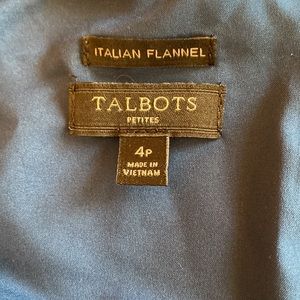 ITALIAN FLANNEL
TALBOTS
PETITES
4P
MADE IN
VIETNAM